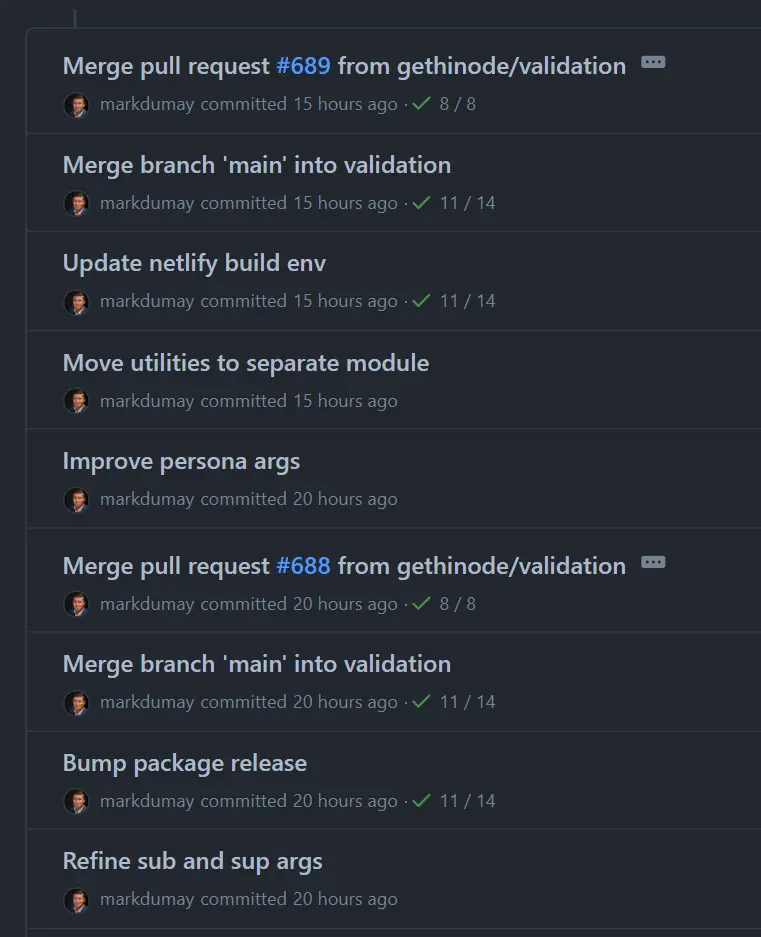 Merge pull request #689 from gethinode/validation
markdumay committed 15 hours ago · 8 / 8
Merge branch 'main' into validation
markdumay committed 15 hours ago · 11 / 14
Update netlify build env
markdumay committed 15 hours ago · 11 / 14
Move utilities to separate module
markdumay committed 15 hours ago
Improve persona args
markdumay committed 20 hours ago
Merge pull request #688 from gethinode/validation
markdumay committed 20 hours ago · 8 / 8
Merge branch 'main' into validation
markdumay committed 20 hours ago · 11 / 14
Bump package release
markdumay committed 20 hours ago · 11 / 14
Refine sub and sup args
markdumay committed 20 hours ago